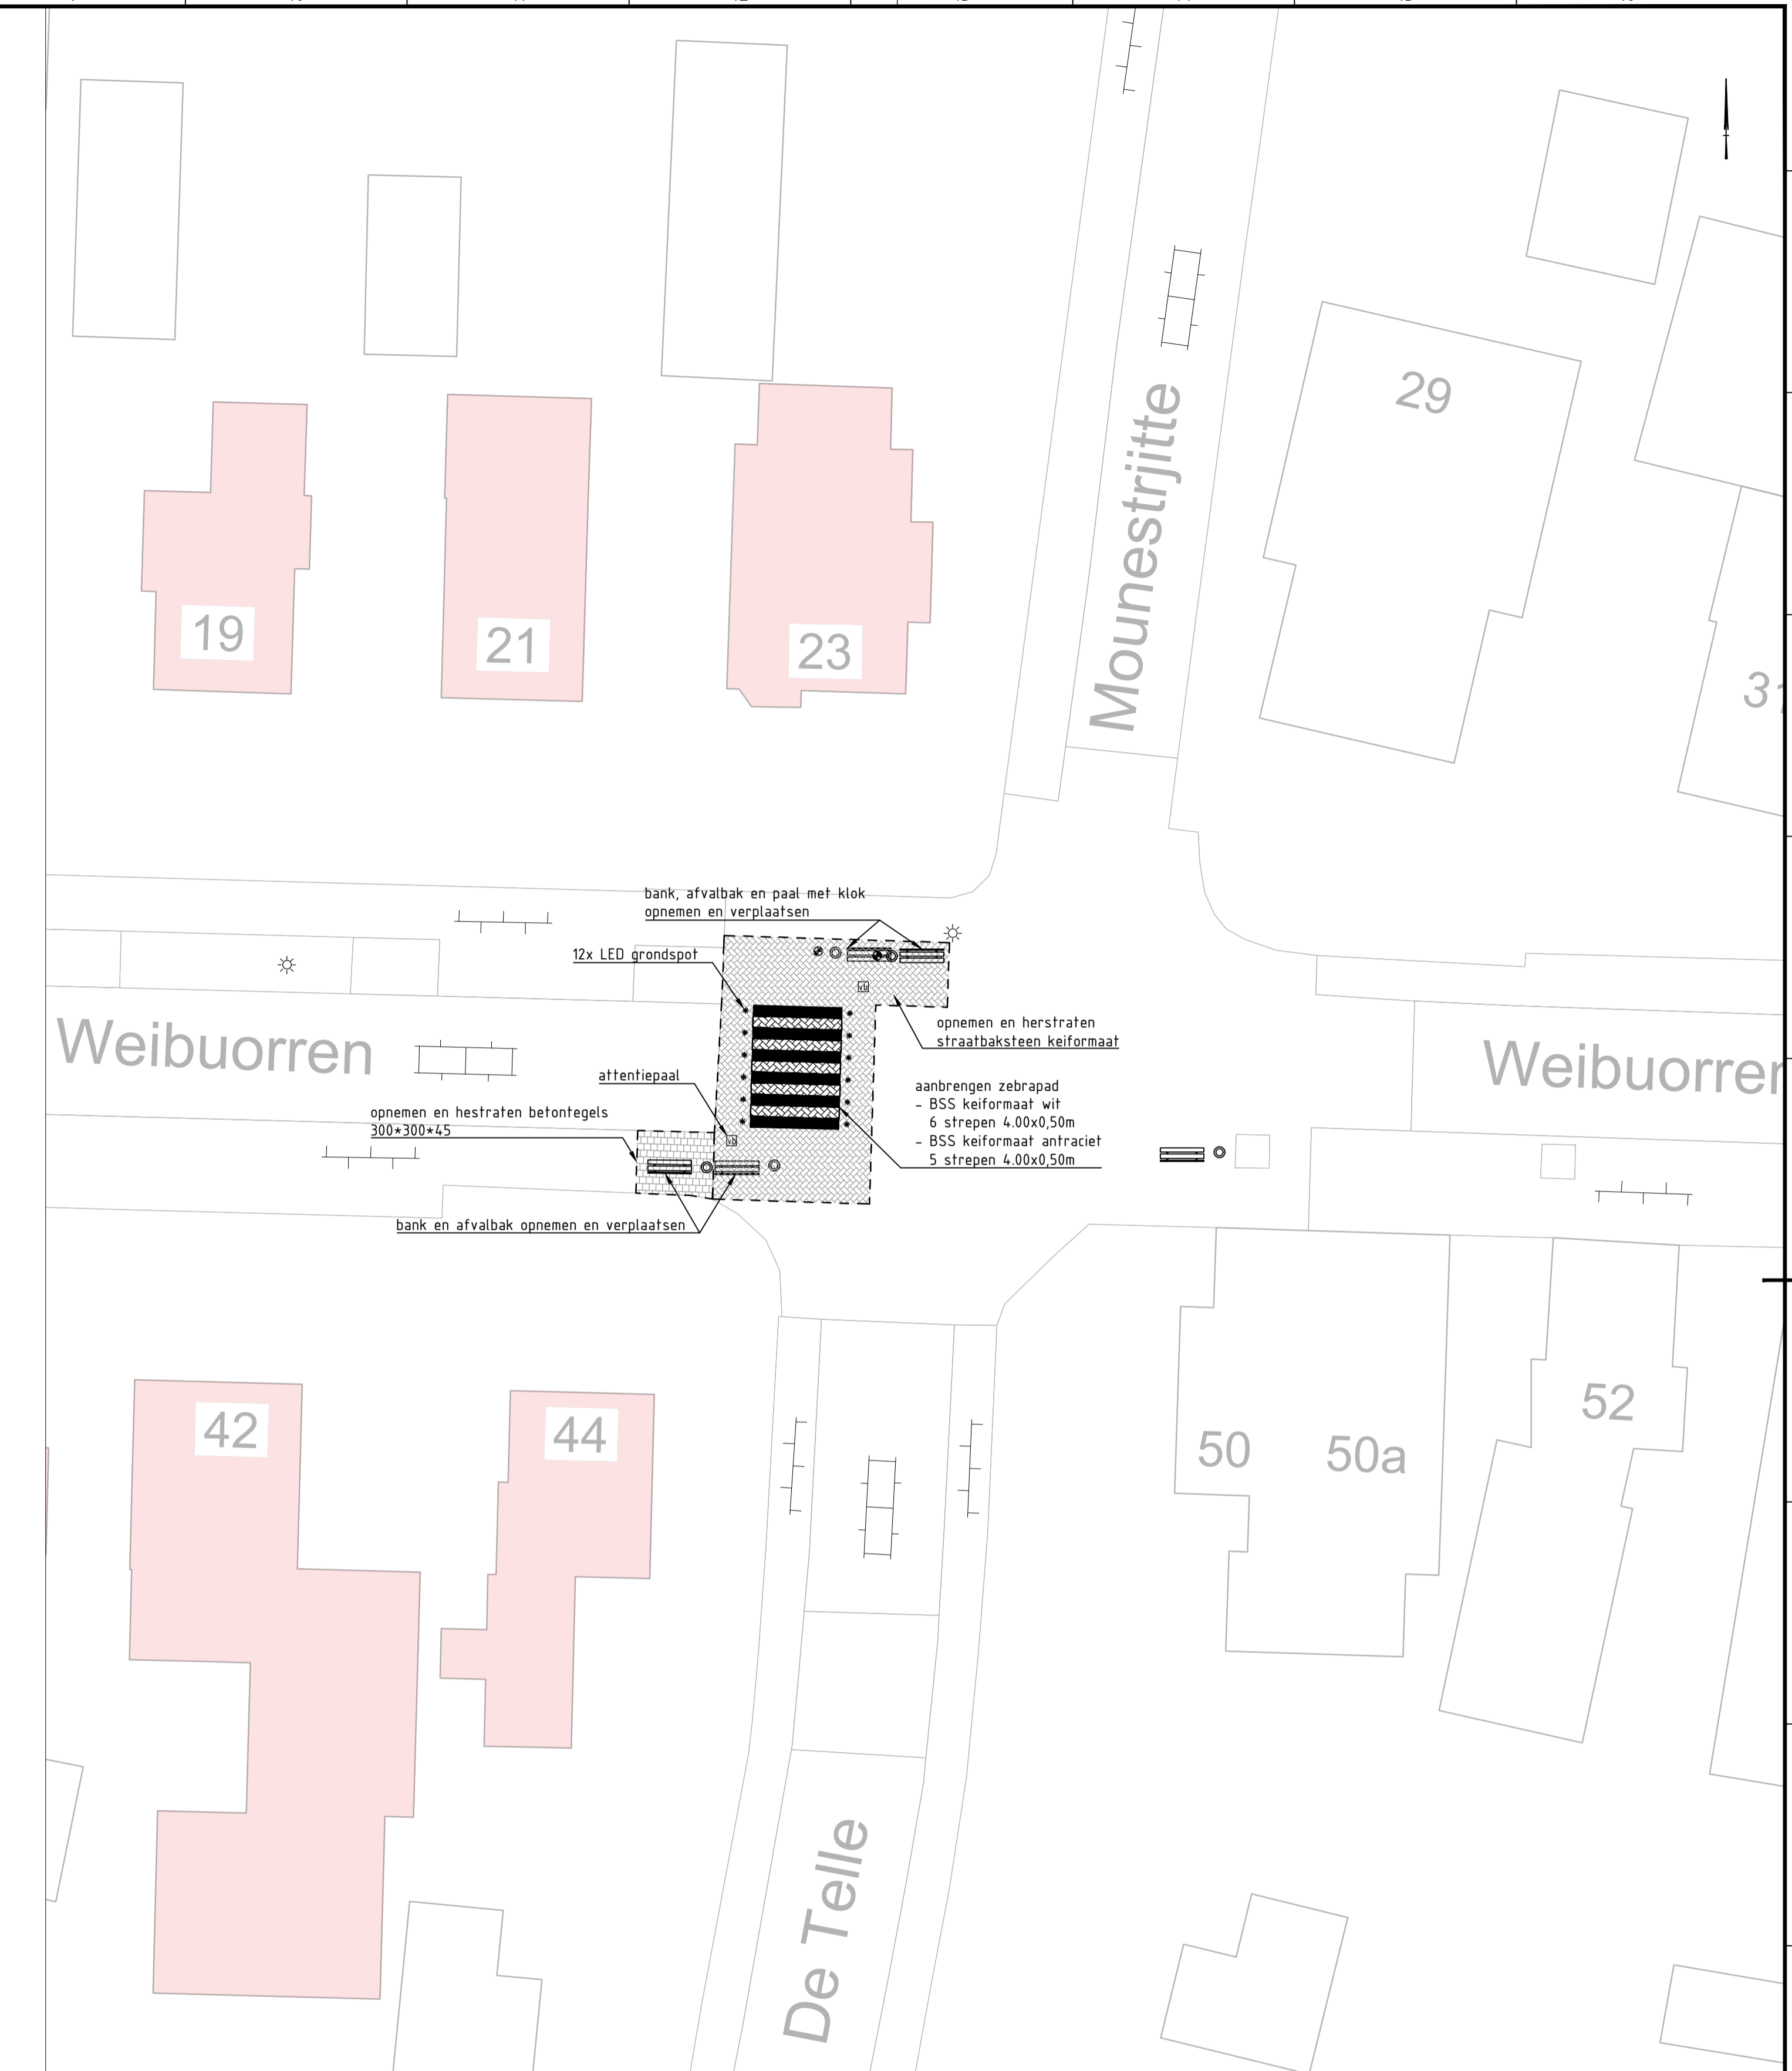 29
Mounestrjitte
19
21
23
bank, afvalbak en paal met klok
opnemen en verplaatsen
12x LED grondspot
vb
opnemen en herstraten
straatbaksteen keiformaat
Weibuorren
Weibuorren
attentiepaal
aanbrengen zebrapad
- BSS keiformaat wit
6 strepen 4.00x0,50m
- BSS keiformaat antraciet
5 strepen 4.00x0,50m
opnemen en hestraten betontegels
300*300*45
vb
bank en afvalbak opnemen en verplaatsen
42
44
50
50a
52
De Telle